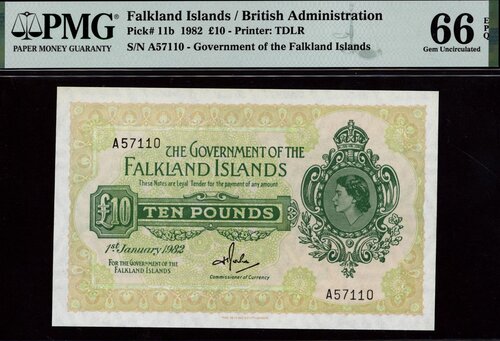 PMG
PAPER MONEY GUARANTY
Falkland Islands / British Administration
Pick# 11b 1982 £10 - Printer: TDLR
S/N A57110 - Government of the Falkland Islands
66
EPQ
Gem Uncirculated
A57110
THE GOVERNMENT OF THE
FALKLAND ISLANDS
These Notes are Legal Tender for the payment of any amount
£10
TEN POUNDS
1st January 1982
FOR THE GOVERNMENT OF THE
FALKLAND ISLANDS
Commissioner of Currency
A57110